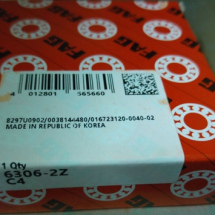 FAG
FAG
4 012801 565660
8297U0902/0038144480/016723120-0040-02
MADE IN REPUBLIC OF KOREA
1 Qty
6306-2Z
C4